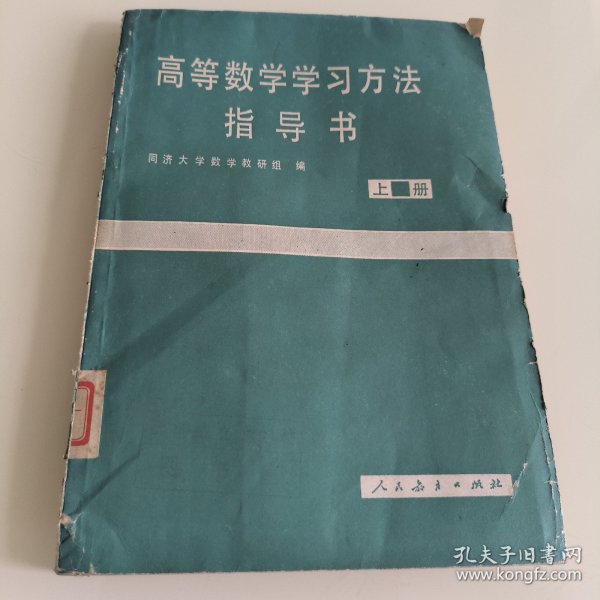 高等数学学习方法
指导书
同济大学数学教研组 编
上册
人民教育出版社
孔夫子旧书网
www.kongfz.com